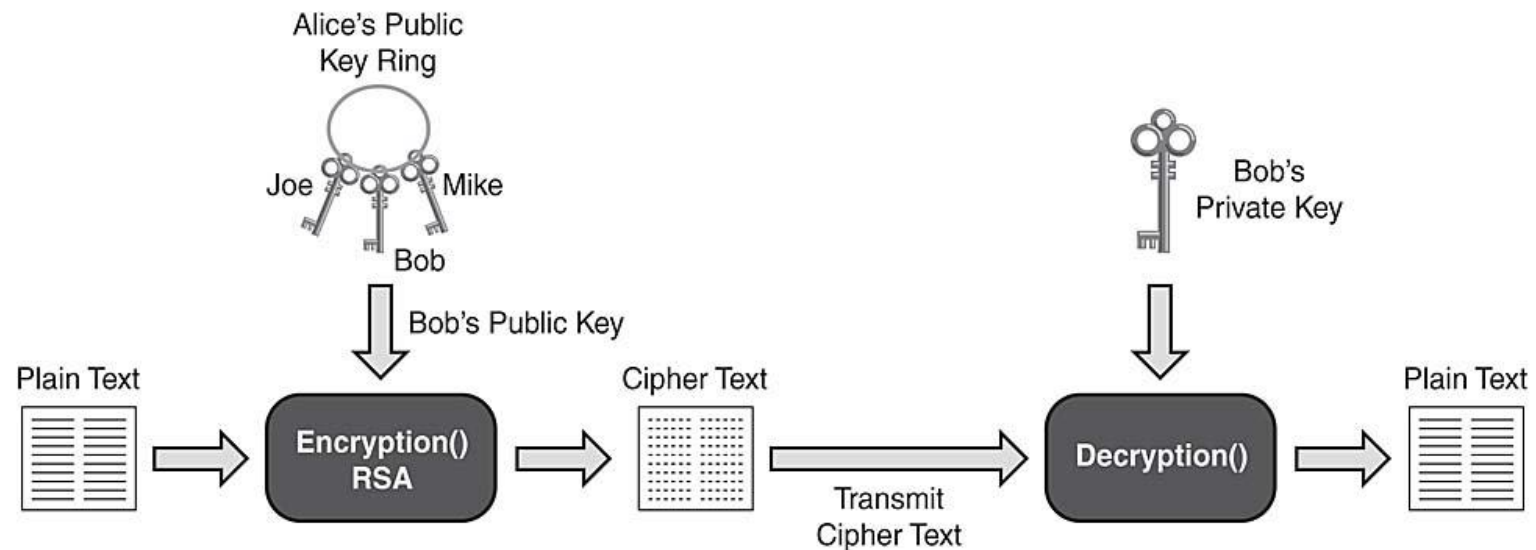 Alice's Public
Key Ring
Joe
Mike
Bob
Bob's
Private Key
Bob's Public Key
Plain Text
Cipher Text
Plain Text
Encryption()
RSA
Decryption()
Transmit
Cipher Text